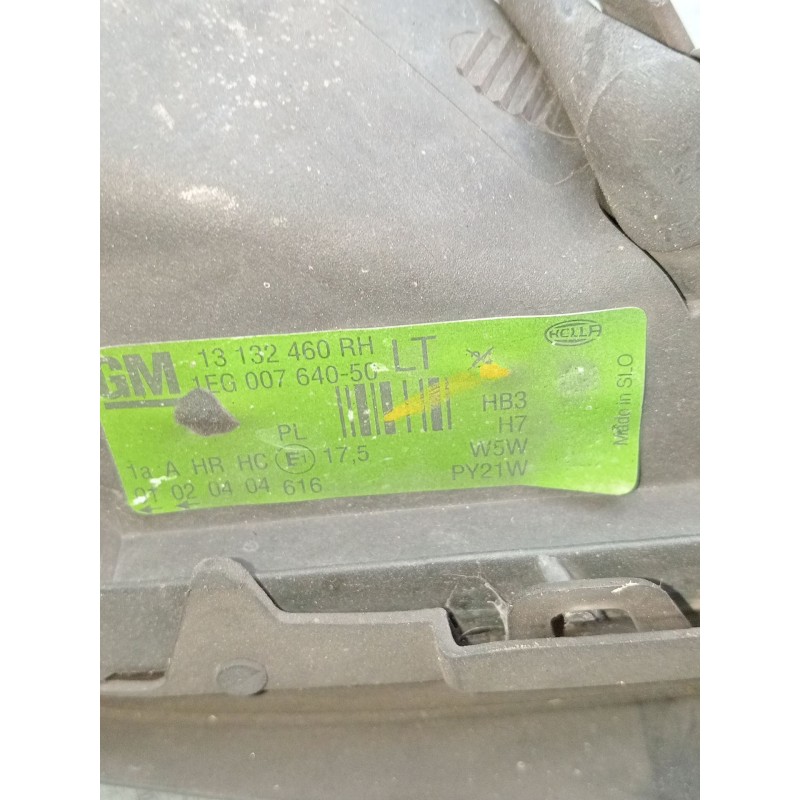 GM
13 132 460 RH
1EG 007 640-50
LT
HELLA
HB3
H7
W5W
PY21W
PL
1a A HR HC E1 17,5
01 02 04 04 616
Made in SLO